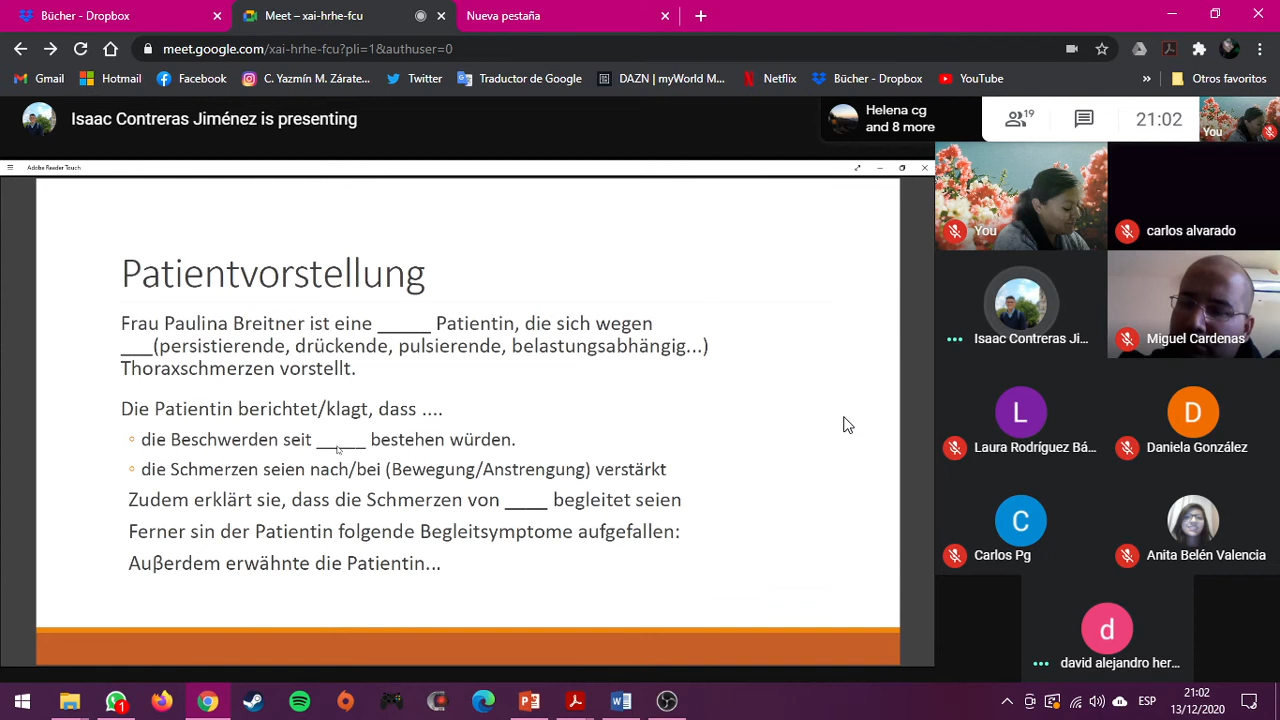 Bücher - Dropbox
Meet – xai-hrhe-fcu
Nueva pestaña
meet.google.com/xai-hrhe-fcu?pli=1&authuser=0
Gmail
Hotmail
Facebook
C. Yazmín M. Zárate...
Twitter
Traductor de Google
DAZN | myWorld M...
Netflix
Bücher - Dropbox
YouTube
»
Otros favoritos
Isaac Contreras Jiménez is presenting
Helena cg
and 8 more
19
21:02
You
Adobe Reader Touch
Patientvorstellung
Frau Paulina Breitner ist eine _____ Patientin, die sich wegen
___(persistierende, drückende, pulsierende, belastungsabhängig...)
Thoraxschmerzen vorstellt.
Die Patientin berichtet/klagt, dass ....
die Beschwerden seit _____ bestehen würden.
die Schmerzen seien nach/bei (Bewegung/Anstrengung) verstärkt
Zudem erklärt sie, dass die Schmerzen von ____ begleitet seien
Ferner sin der Patientin folgende Begleitsymptome aufgefallen:
Auβerdem erwähnte die Patientin...
You
carlos alvarado
Isaac Contreras Ji...
Miguel Cardenas
L
Laura Rodríguez Bá...
D
Daniela González
C
Carlos Pg
Anita Belén Valencia
d
david alejandro her...
1
ESP
21:02
13/12/2020